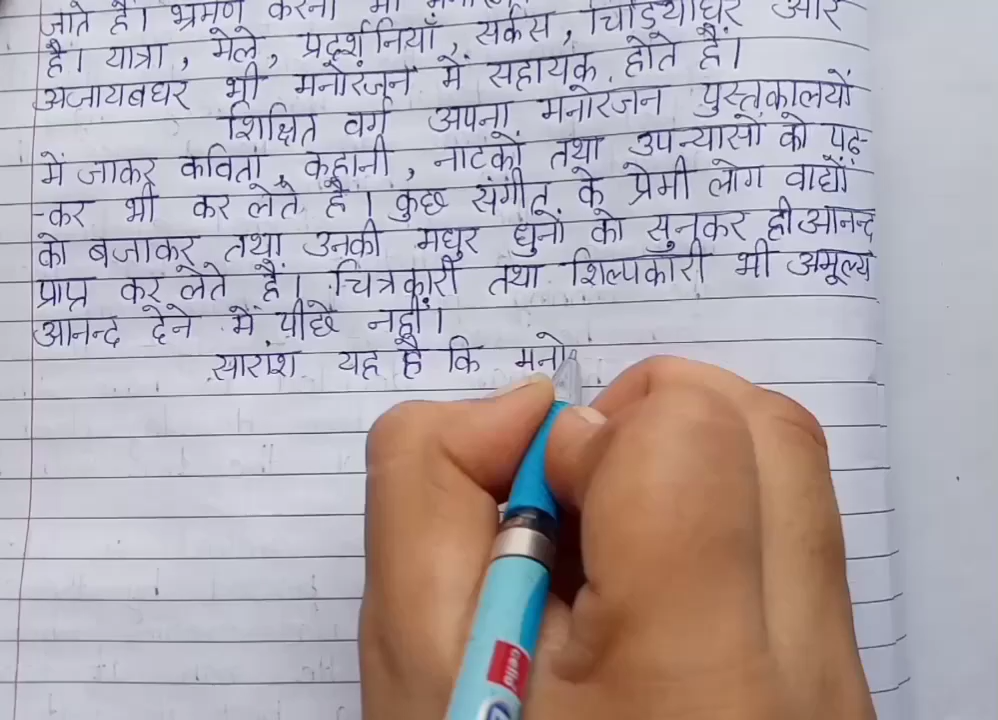 जाते हैं। भ्रमण करना भी
हैं। यात्रा, मेले, प्रदर्शनियाँ, सर्कस, चिड़ियाघर और
अजायबघर भी मनोरंजन में सहायक होते हैं।
शिक्षित वर्ग अपना मनोरंजन पुस्तकालयों
में जाकर कविता, कहानी, नाटकों तथा उपन्यासों को पढ़-
-कर भी कर लेते है। कुछ संगीत के प्रेमी लोग वाद्यों
को बजाकर तथा उनकी मधुर धुनों को सुनकर ही आनन्द
प्राप्त कर लेते हैं। चित्रकारी तथा शिल्पकारी भी अमूल्य
आनन्द देने में पीछे नहीं।
सारांश यह है कि मनो
cello